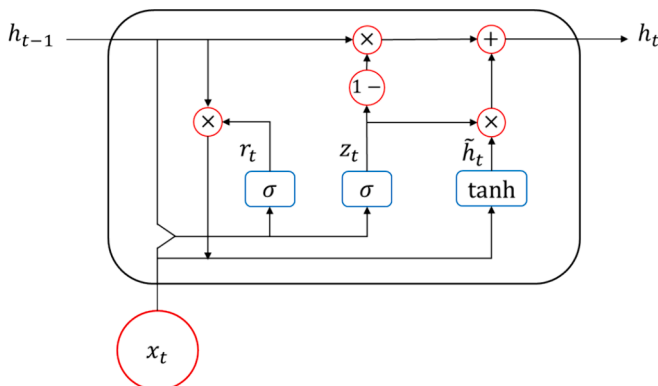 h_{t-1} × + h_t
1 −
× ×
r_t z_t h̃_t
σ σ tanh
x_t